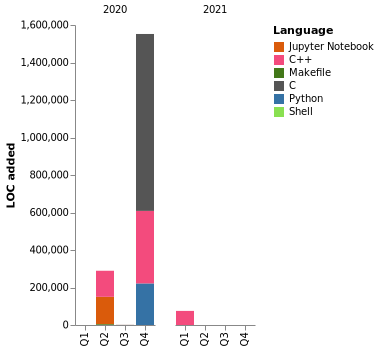 2020 2021
1,600,000
1,400,000
1,200,000
1,000,000
800,000
600,000
400,000
200,000
0
LOC added
Q1 Q2 Q3 Q4 Q1 Q2 Q3 Q4
Language
Jupyter Notebook
C++
Makefile
C
Python
Shell